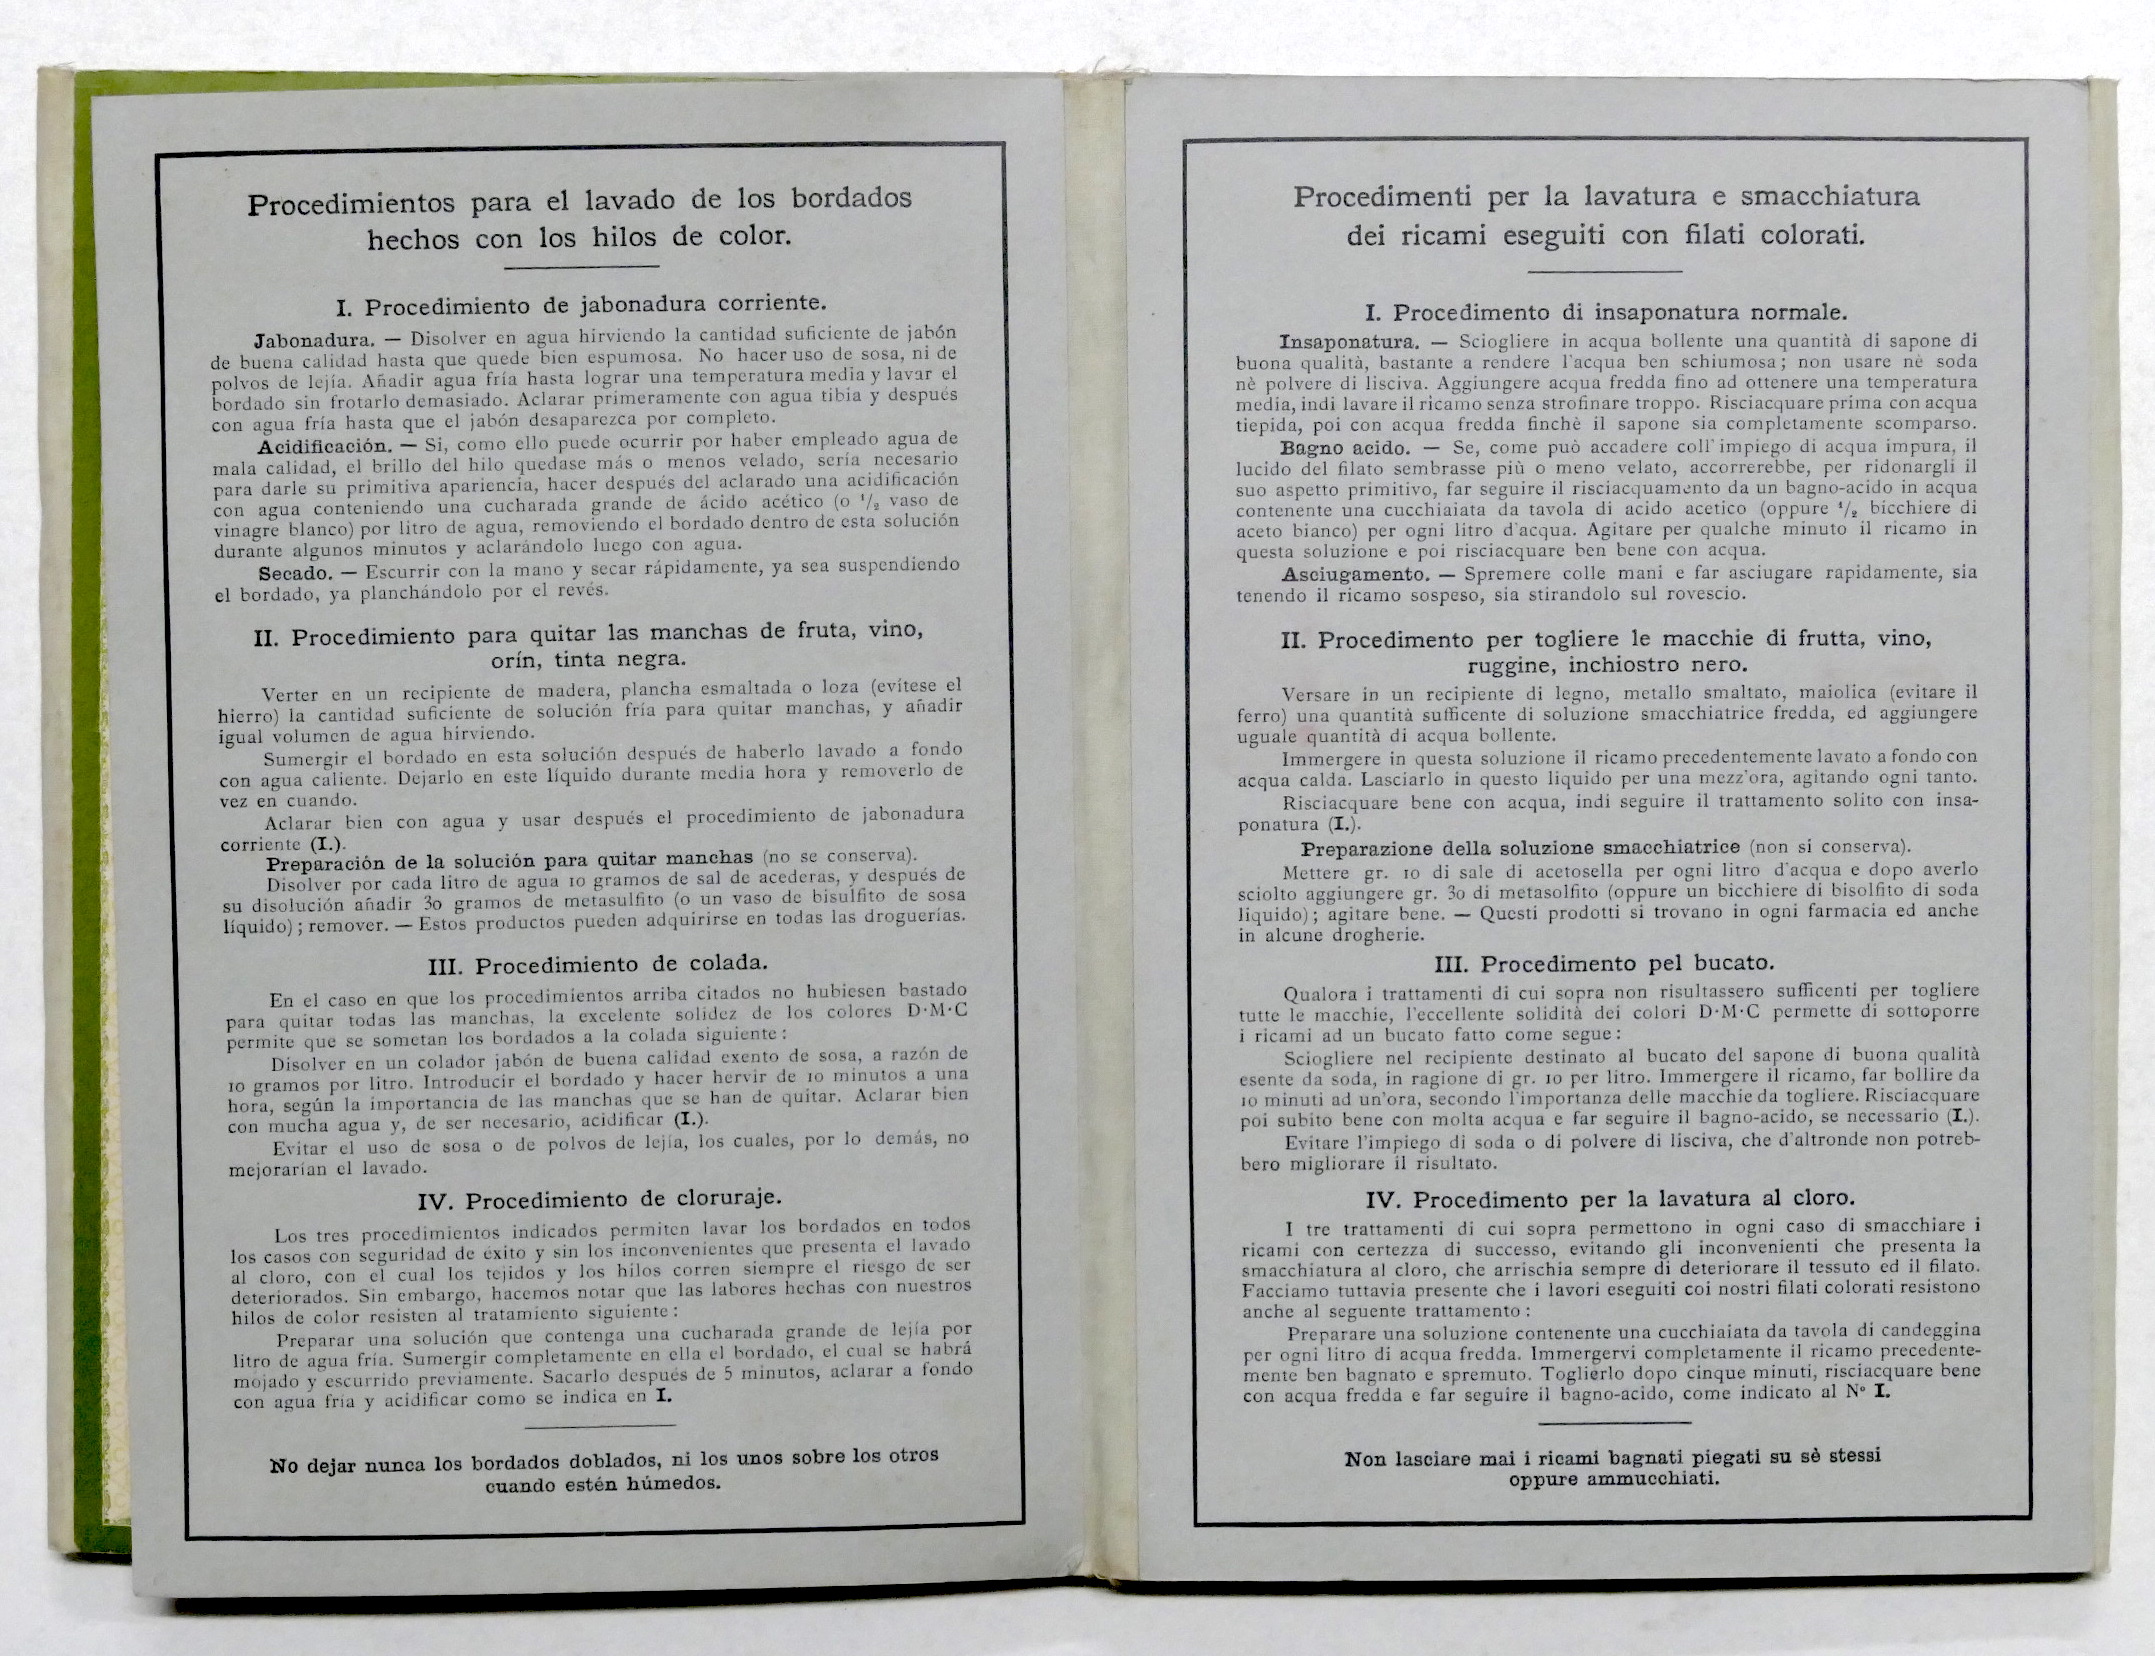 Procedimientos para el lavado de los bordados
hechos con los hilos de color.
I. Procedimiento de jabonadura corriente.
Jabonadura. — Disolver en agua hirviendo la cantidad suficiente de jabón
de buena calidad hasta que quede bien espumosa. No hacer uso de sosa, ni de
polvos de lejía. Añadir agua fría hasta lograr una temperatura media y lavar el
bordado sin frotarlo demasiado. Aclarar primeramente con agua tibia y después
con agua fría hasta que el jabón desaparezca por completo.
Acidificación. — Si, como ello puede ocurrir por haber empleado agua de
mala calidad, el brillo del hilo quedase más o menos velado, sería necesario
para darle su primitiva apariencia, hacer después del aclarado una acidificación
con agua conteniendo una cucharada grande de ácido acético (o 1/2 vaso de
vinagre blanco) por litro de agua, removiendo el bordado dentro de esta solución
durante algunos minutos y aclarándolo luego con agua.
Secado. — Escurrir con la mano y secar rápidamente, ya sea suspendiendo
el bordado, ya planchándolo por el revés.
II. Procedimiento para quitar las manchas de fruta, vino,
orín, tinta negra.
Verter en un recipiente de madera, plancha esmaltada o loza (evítese el
hierro) la cantidad suficiente de solución fría para quitar manchas, y añadir
igual volumen de agua hirviendo.
Sumergir el bordado en esta solución después de haberlo lavado a fondo
con agua caliente. Dejarlo en este líquido durante media hora y removerlo de
vez en cuando.
Aclarar bien con agua y usar después el procedimiento de jabonadura
corriente (I.).
Preparación de la solución para quitar manchas (no se conserva).
Disolver por cada litro de agua 10 gramos de sal de acederas, y después de
su disolución añadir 30 gramos de metasulfito (o un vaso de bisulfito de sosa
líquido) ; remover. — Estos productos pueden adquirirse en todas las droguerías.
III. Procedimiento de colada.
En el caso en que los procedimientos arriba citados no hubiesen bastado
para quitar todas las manchas, la excelente solidez de los colores D·M·C
permite que se sometan los bordados a la colada siguiente :
Disolver en un colador jabón de buena calidad exento de sosa, a razón de
10 gramos por litro. Introducir el bordado y hacer hervir de 10 minutos a una
hora, según la importancia de las manchas que se han de quitar. Aclarar bien
con mucha agua y, de ser necesario, acidificar (I.).
Evitar el uso de sosa o de polvos de lejía, los cuales, por lo demás, no
mejorarían el lavado.
IV. Procedimiento de cloruraje.
Los tres procedimientos indicados permiten lavar los bordados en todos
los casos con seguridad de éxito y sin los inconvenientes que presenta el lavado
al cloro, con el cual los tejidos y los hilos corren siempre el riesgo de ser
deteriorados. Sin embargo, hacemos notar que las labores hechas con nuestros
hilos de color resisten al tratamiento siguiente :
Preparar una solución que contenga una cucharada grande de lejía por
litro de agua fría. Sumergir completamente en ella el bordado, el cual se habrá
mojado y escurrido previamente. Sacarlo después de 5 minutos, aclarar a fondo
con agua fría y acidificar como se indica en I.
No dejar nunca los bordados doblados, ni los unos sobre los otros
cuando estén húmedos.
Procedimenti per la lavatura e smacchiatura
dei ricami eseguiti con filati colorati.
I. Procedimento di insaponatura normale.
Insaponatura. — Sciogliere in acqua bollente una quantità di sapone di
buona qualità, bastante a rendere l'acqua ben schiumosa; non usare nè soda
nè polvere di lisciva. Aggiungere acqua fredda fino ad ottenere una temperatura
media, indi lavare il ricamo senza strofinare troppo. Risciacquare prima con acqua
tiepida, poi con acqua fredda finchè il sapone sia completamente scomparso.
Bagno acido. — Se, come può accadere coll'impiego di acqua impura, il
lucido del filato sembrasse più o meno velato, accorrerebbe, per ridonargli il
suo aspetto primitivo, far seguire il risciacquamento da un bagno-acido in acqua
contenente una cucchiaiata da tavola di acido acetico (oppure 1/2 bicchiere di
aceto bianco) per ogni litro d'acqua. Agitare per qualche minuto il ricamo in
questa soluzione e poi risciacquare ben bene con acqua.
Asciugamento. — Spremere colle mani e far asciugare rapidamente, sia
tenendo il ricamo sospeso, sia stirandolo sul rovescio.
II. Procedimento per togliere le macchie di frutta, vino,
ruggine, inchiostro nero.
Versare in un recipiente di legno, metallo smaltato, maiolica (evitare il
ferro) una quantità sufficente di soluzione smacchiatrice fredda, ed aggiungere
uguale quantità di acqua bollente.
Immergere in questa soluzione il ricamo precedentemente lavato a fondo con
acqua calda. Lasciarlo in questo liquido per una mezz'ora, agitando ogni tanto.
Risciacquare bene con acqua, indi seguire il trattamento solito con insa-
ponatura (I.).
Preparazione della soluzione smacchiatrice (non si conserva).
Mettere gr. 10 di sale di acetosella per ogni litro d'acqua e dopo averlo
sciolto aggiungere gr. 30 di metasolfito (oppure un bicchiere di bisolfito di soda
liquido) ; agitare bene. — Questi prodotti si trovano in ogni farmacia ed anche
in alcune drogherie.
III. Procedimento pel bucato.
Qualora i trattamenti di cui sopra non risultassero sufficenti per togliere
tutte le macchie, l'eccellente solidità dei colori D·M·C permette di sottoporre
i ricami ad un bucato fatto come segue :
Sciogliere nel recipiente destinato al bucato del sapone di buona qualità
esente da soda, in ragione di gr. 10 per litro. Immergere il ricamo, far bollire da
10 minuti ad un'ora, secondo l'importanza delle macchie da togliere. Risciacquare
poi subito bene con molta acqua e far seguire il bagno-acido, se necessario (I.).
Evitare l'impiego di soda o di polvere di lisciva, che d'altronde non potreb-
bero migliorare il risultato.
IV. Procedimento per la lavatura al cloro.
I tre trattamenti di cui sopra permettono in ogni caso di smacchiare i
ricami con certezza di successo, evitando gli inconvenienti che presenta la
smacchiatura al cloro, che arrischia sempre di deteriorare il tessuto ed il filato.
Facciamo tuttavia presente che i lavori eseguiti coi nostri filati colorati resistono
anche al seguente trattamento :
Preparare una soluzione contenente una cucchiaiata da tavola di candeggina
per ogni litro di acqua fredda. Immergervi completamente il ricamo precedente-
mente ben bagnato e spremuto. Toglierlo dopo cinque minuti, risciacquare bene
con acqua fredda e far seguire il bagno-acido, come indicato al N° I.
Non lasciare mai i ricami bagnati piegati su sè stessi
oppure ammucchiati.